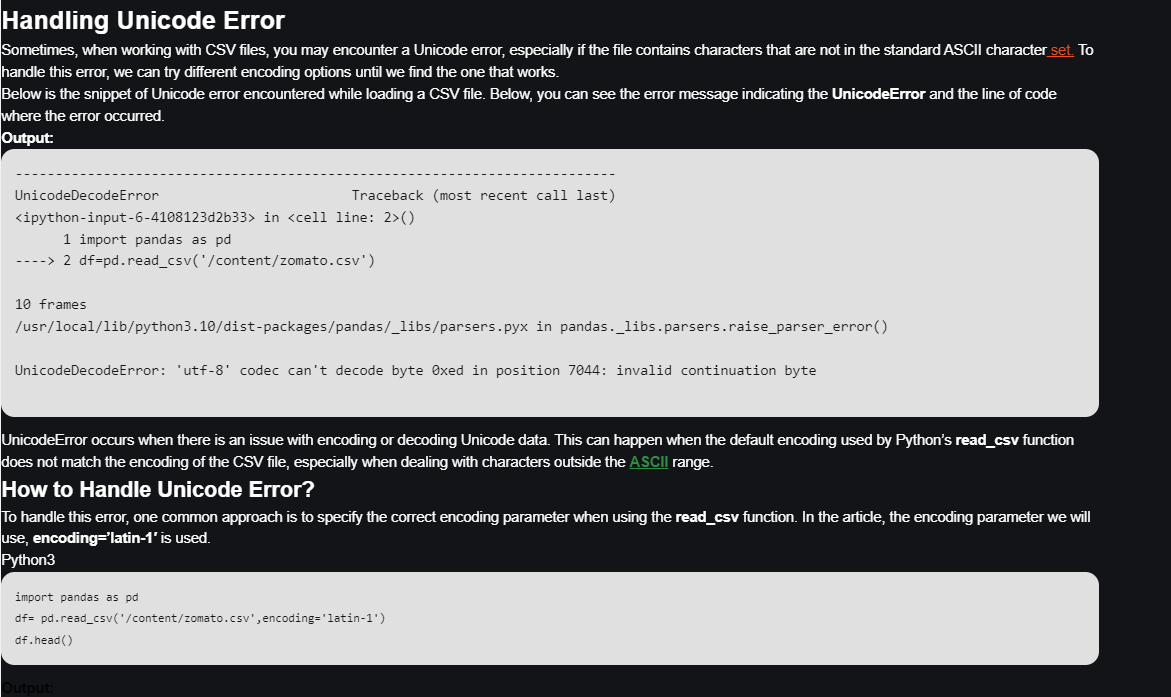 Handling Unicode Error
Sometimes, when working with CSV files, you may encounter a Unicode error, especially if the file contains characters that are not in the standard ASCII character set. To
handle this error, we can try different encoding options until we find the one that works.
Below is the snippet of Unicode error encountered while loading a CSV file. Below, you can see the error message indicating the UnicodeError and the line of code
where the error occurred.
Output:
---------------------------------------------------------------------------
UnicodeDecodeError                        Traceback (most recent call last)
<ipython-input-6-4108123d2b33> in <cell line: 2>()
      1 import pandas as pd
----> 2 df=pd.read_csv('/content/zomato.csv')
10 frames
/usr/local/lib/python3.10/dist-packages/pandas/_libs/parsers.pyx in pandas._libs.parsers.raise_parser_error()
UnicodeDecodeError: 'utf-8' codec can't decode byte 0xed in position 7044: invalid continuation byte
UnicodeError occurs when there is an issue with encoding or decoding Unicode data. This can happen when the default encoding used by Python’s read_csv function
does not match the encoding of the CSV file, especially when dealing with characters outside the ASCII range.
How to Handle Unicode Error?
To handle this error, one common approach is to specify the correct encoding parameter when using the read_csv function. In the article, the encoding parameter we will
use, encoding=’latin-1′ is used.
Python3
import pandas as pd
df= pd.read_csv('/content/zomato.csv',encoding='latin-1')
df.head()
Output: